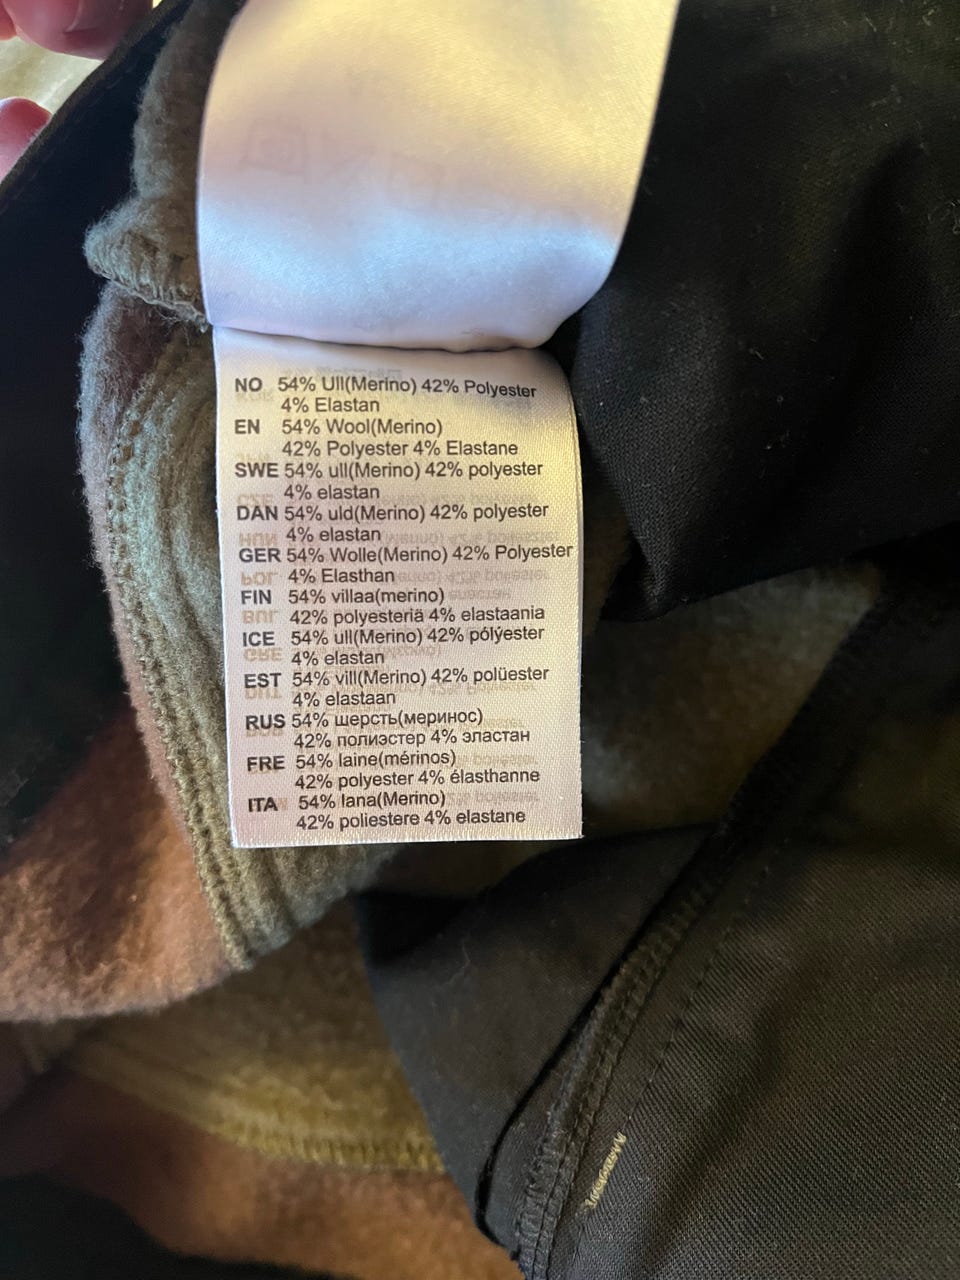 NO 54% Ull(Merino) 42% Polyester
4% Elastan
EN 54% Wool(Merino)
42% Polyester 4% Elastane
SWE 54% ull(Merino) 42% polyester
4% elastan
DAN 54% uld(Merino) 42% polyester
4% elastan
GER 54% Wolle(Merino) 42% Polyester
4% Elasthan
FIN 54% villaa(merino)
42% polyesteriä 4% elastaania
ICE 54% ull(Merino) 42% pólýester
4% elastan
EST 54% vill(Merino) 42% polüester
4% elastaan
RUS 54% шерсть(меринос)
42% полиэстер 4% эластан
FRE 54% laine(mérinos)
42% polyester 4% élasthanne
ITA 54% lana(Merino)
42% poliestere 4% elastane